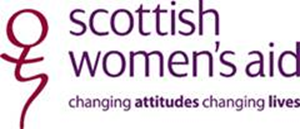 scottish
women's aid
changing attitudes changing lives